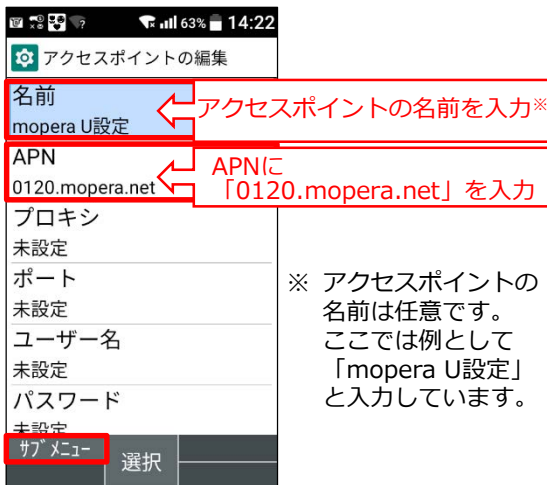 63% 14:22
アクセスポイントの編集
名前
mopera U設定
アクセスポイントの名前を入力※
APN
0120.mopera.net
APNに
「0120.mopera.net」を入力
プロキシ
未設定
ポート
未設定
ユーザー名
未設定
パスワード
未設定
※ アクセスポイントの
名前は任意です。
ここでは例として
「mopera U設定」
と入力しています。
ｻﾌﾞﾒﾆｭｰ
選択